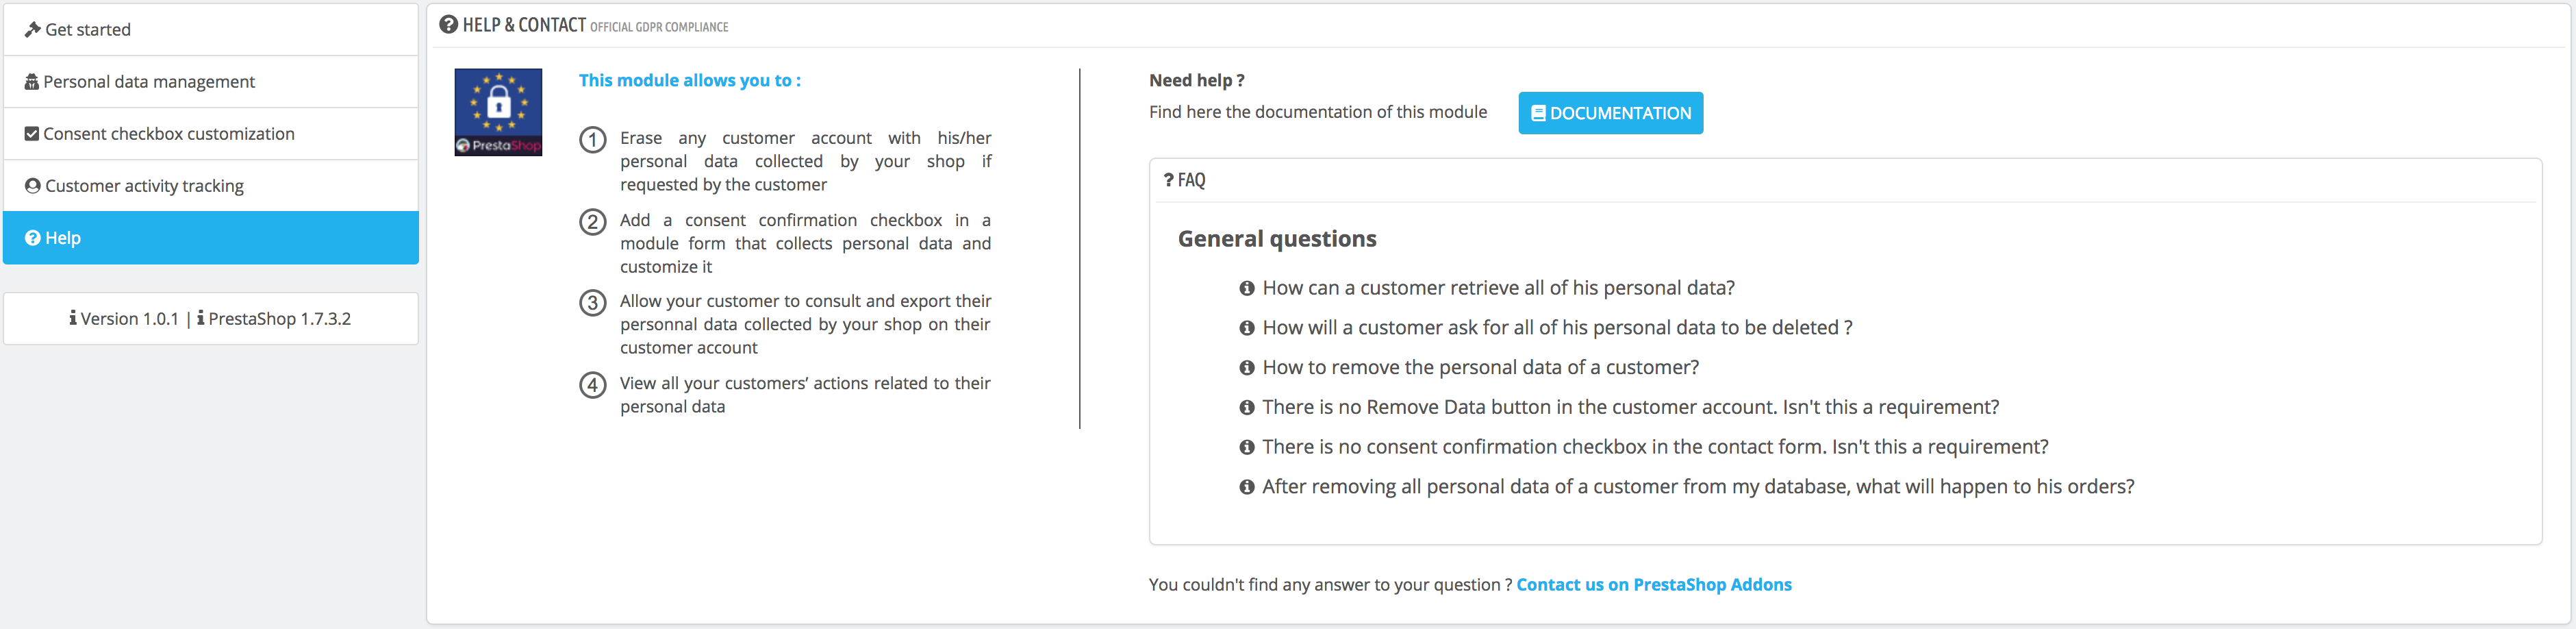 Get started
Personal data management
Consent checkbox customization
Customer activity tracking
Help
Version 1.0.1 | PrestaShop 1.7.3.2
HELP & CONTACT OFFICIAL GDPR COMPLIANCE
PrestaShop
This module allows you to :
1 Erase any customer account with his/her
personal data collected by your shop if
requested by the customer
2 Add a consent confirmation checkbox in a
module form that collects personal data and
customize it
3 Allow your customer to consult and export their
personnal data collected by your shop on their
customer account
4 View all your customers’ actions related to their
personal data
Need help ?
Find here the documentation of this module
DOCUMENTATION
? FAQ
General questions
How can a customer retrieve all of his personal data?
How will a customer ask for all of his personal data to be deleted ?
How to remove the personal data of a customer?
There is no Remove Data button in the customer account. Isn't this a requirement?
There is no consent confirmation checkbox in the contact form. Isn't this a requirement?
After removing all personal data of a customer from my database, what will happen to his orders?
You couldn't find any answer to your question ? Contact us on PrestaShop Addons